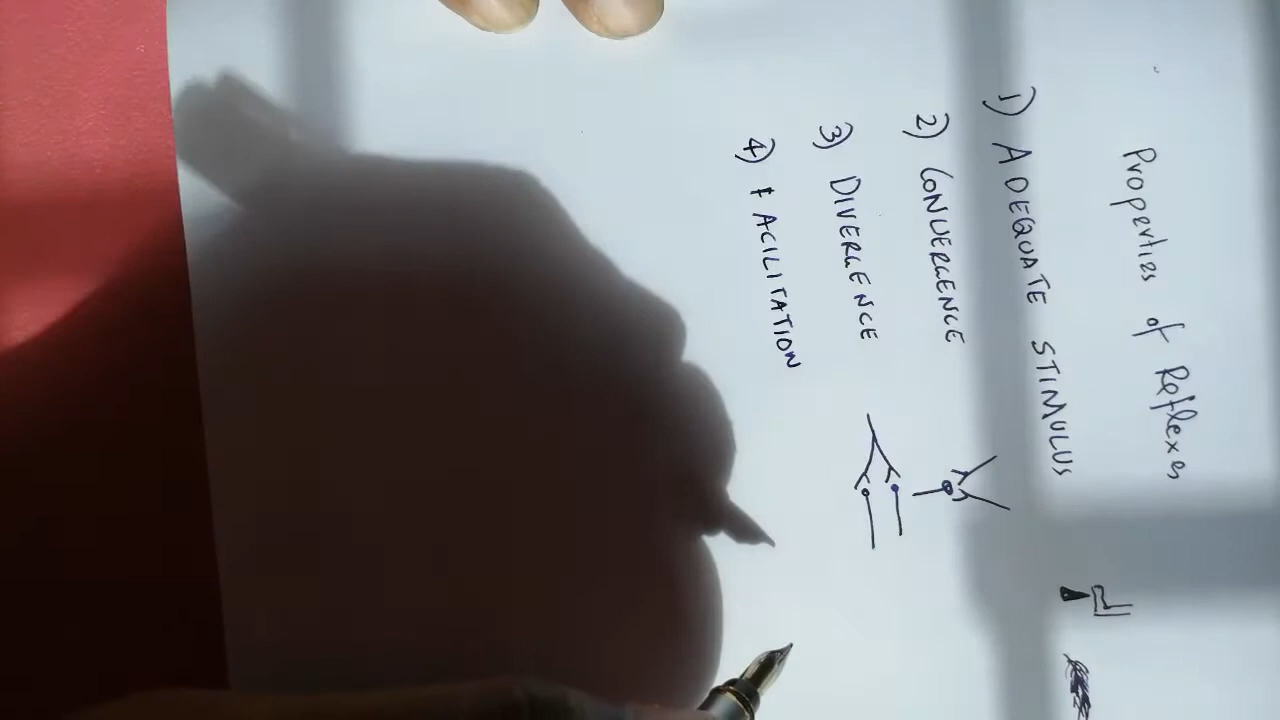 Properties of Reflexes
1) ADEQUATE STIMULUS
2) CONVERGENCE
3) DIVERGENCE
4) FACILITATION